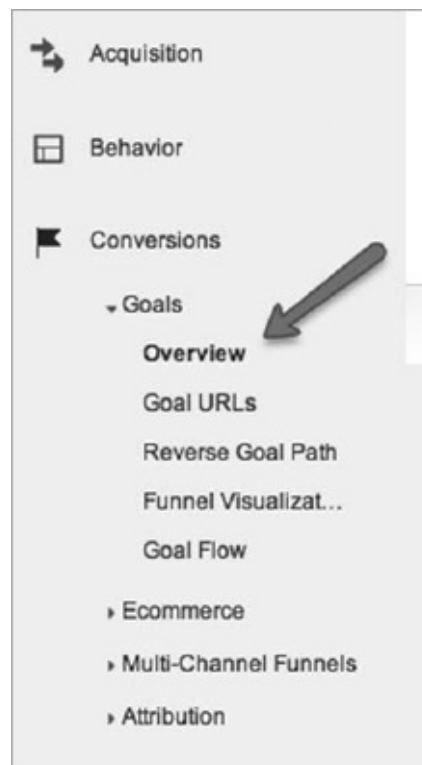 Acquisition
Behavior
Conversions
Goals
Overview
Goal URLs
Reverse Goal Path
Funnel Visualizat...
Goal Flow
Ecommerce
Multi-Channel Funnels
Attribution